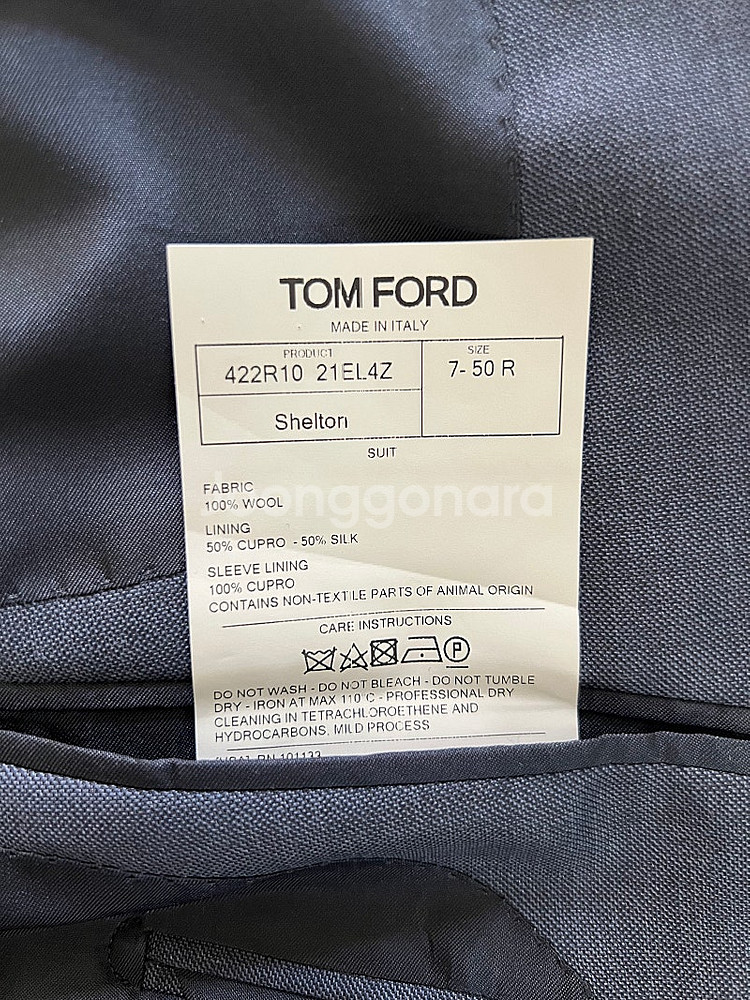 TOM FORD
MADE IN ITALY
PRODUCT
422R10 21EL4Z
SIZE
7- 50 R
Shelton
SUIT
FABRIC
100% WOOL
LINING
50% CUPRO - 50% SILK
SLEEVE LINING
100% CUPRO
CONTAINS NON-TEXTILE PARTS OF ANIMAL ORIGIN
CARE INSTRUCTIONS
P
DO NOT WASH - DO NOT BLEACH - DO NOT TUMBLE
DRY - IRON AT MAX 110°C - PROFESSIONAL DRY
CLEANING IN TETRACHLOROETHENE AND
HYDROCARBONS, MILD PROCESS
RN 101133